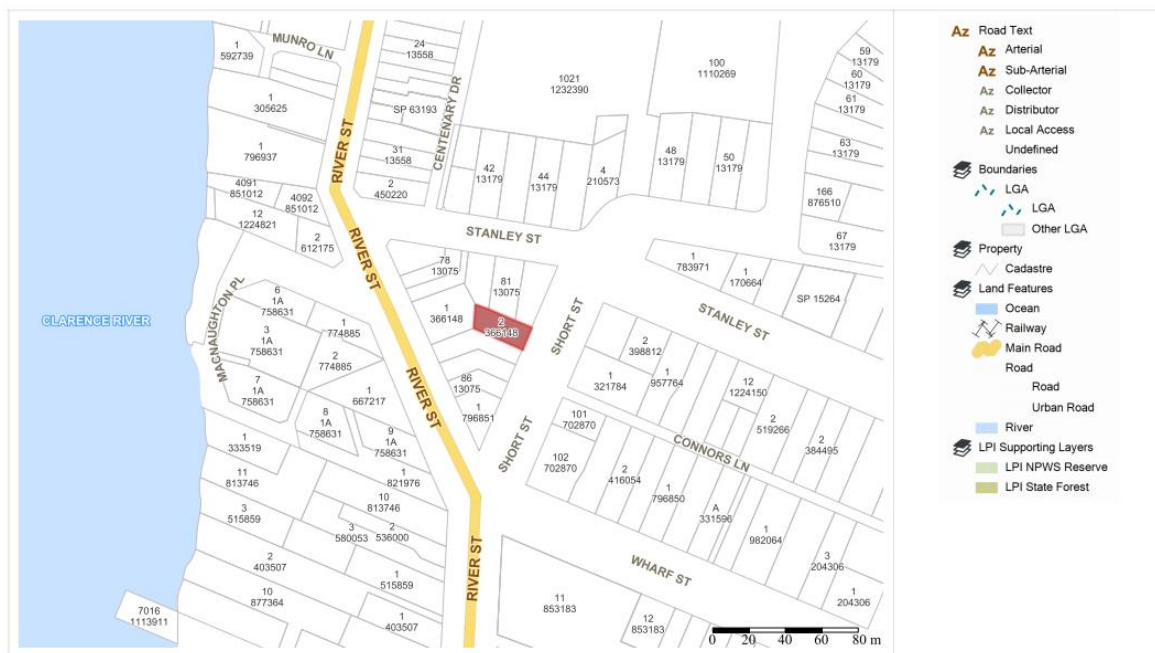 MUNRO LN
1
592739
1
305625
1
796937
4091
851012
4092
851012
12
1224821
2
612175
RIVER ST
24
13558
SP 63193
CENTENARY DR
31
13558
2
450220
1021
1232390
100
1110269
42
13179
44
13179
4
210573
48
13179
50
13179
59
13179
60
13179
61
13179
63
13179
166
876510
67
13179
STANLEY ST
RIVER ST
78
13075
81
13075
1
366148
2
366148
SHORT ST
1
783971
1
170664
SP 15264
STANLEY ST
CLARENCE RIVER
MACNAUGHTON PL
6
1A
758631
3
1A
758631
1
774885
2
774885
7
1A
758631
8
1A
758631
1
667217
9
1A
758631
RIVER ST
86
13075
1
796851
SHORT ST
2
398812
1
321784
1
957764
12
1224150
2
519266
2
384495
CONNORS LN
101
702870
102
702870
2
416054
1
796850
A
331596
1
982064
3
204306
1
204306
WHARF ST
1
333519
11
813746
1
821976
10
813746
3
515859
3
580053
2
536000
2
403507
1
515859
10
877364
1
403507
7016
1113911
RIVER ST
11
853183
12
853183
0 20 40 60 80 m
Az Road Text
Az Arterial
Az Sub-Arterial
Az Collector
Az Distributor
Az Local Access
Undefined
Boundaries
LGA
LGA
Other LGA
Property
Cadastre
Land Features
Ocean
Railway
Main Road
Road
Road
Urban Road
River
LPI Supporting Layers
LPI NPWS Reserve
LPI State Forest